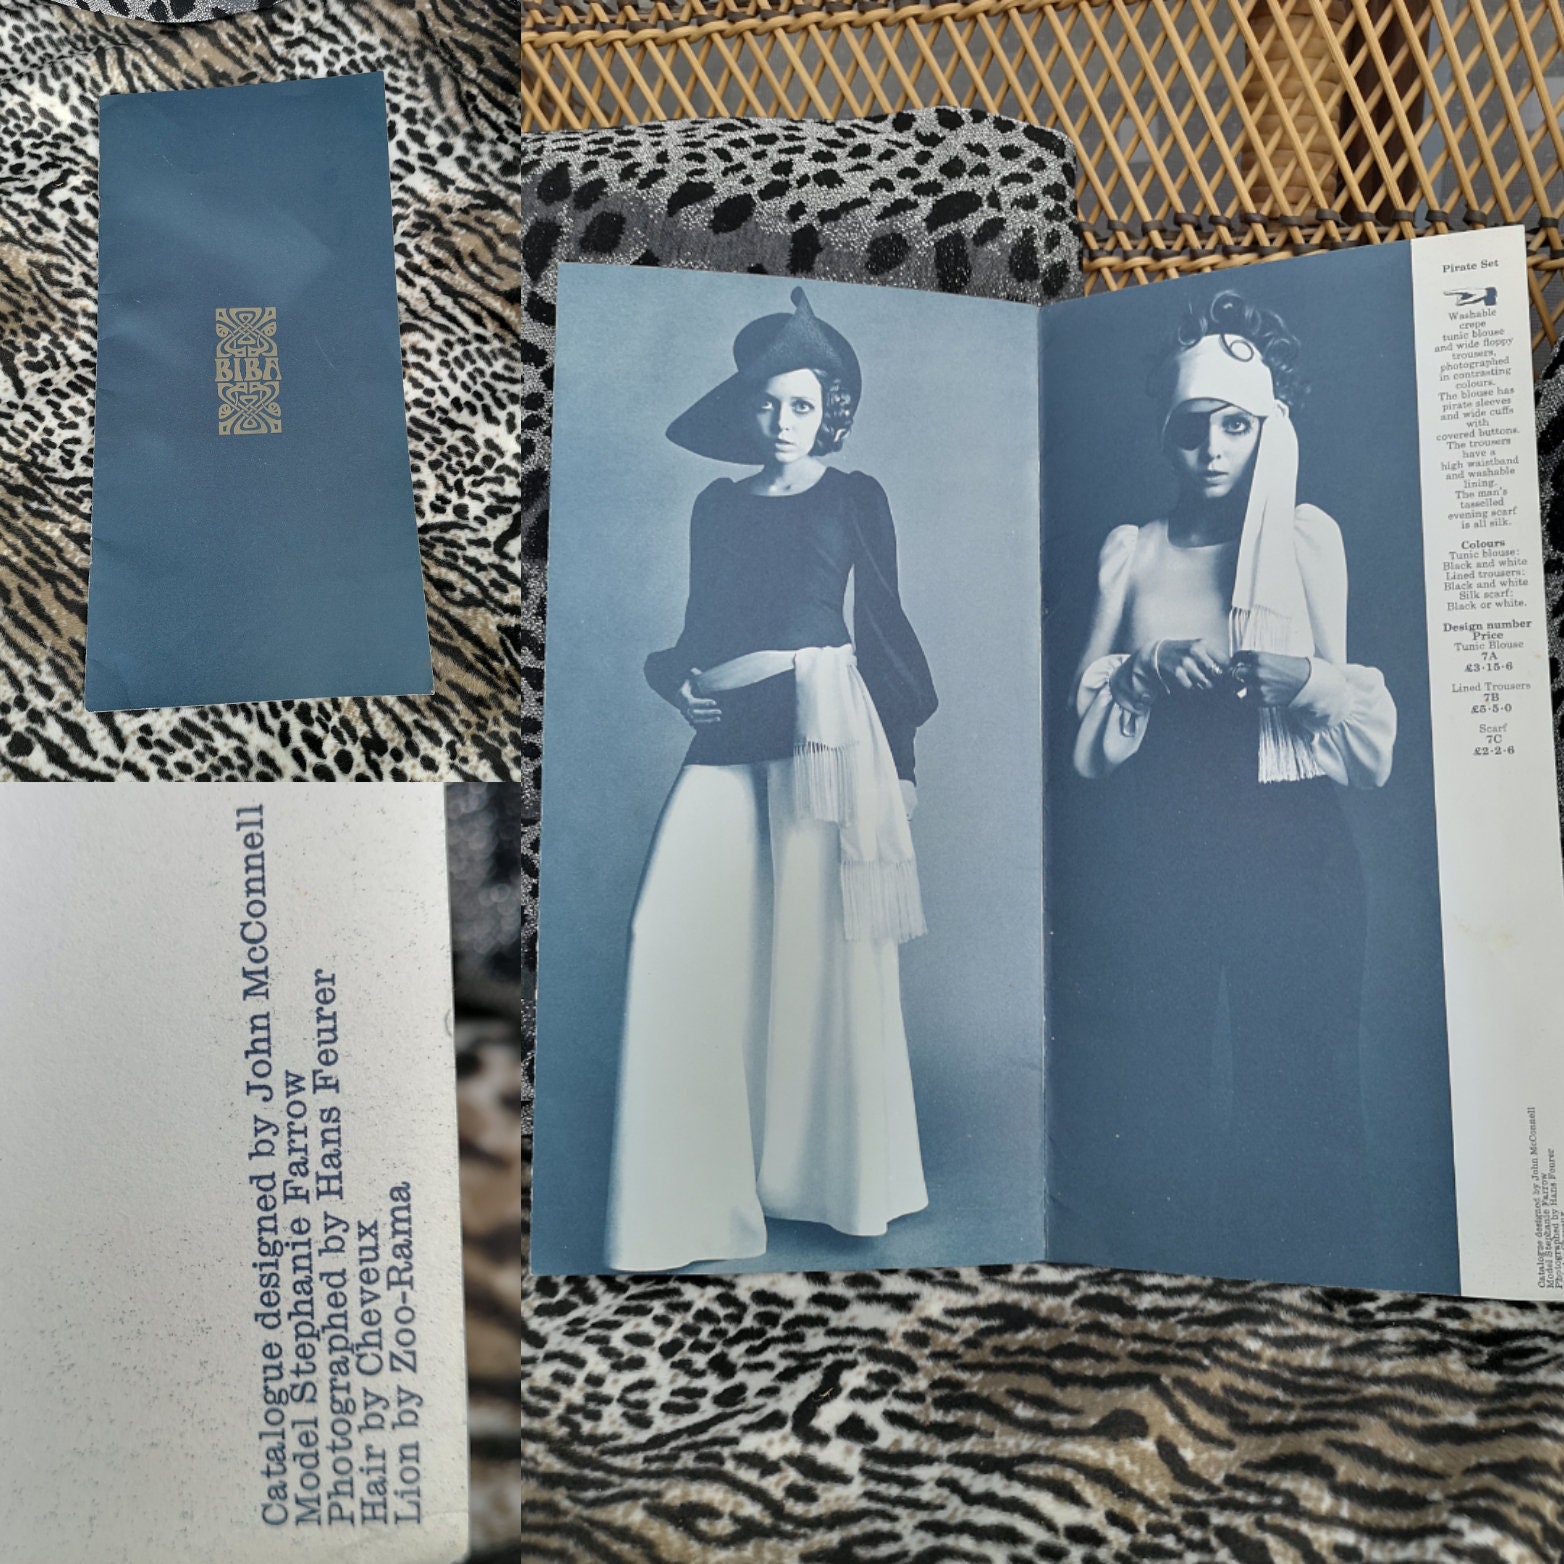 BIBA
Catalogue designed by John McConnell
Model Stephanie Farrow
Photographed by Hans Feurer
Hair by Cheveux
Lion by Zoo-Rama
Pirate Set
Washable
crepe
tunic blouse
and wide floppy
trousers,
photographed
in contrasting
colours.
The blouse has
pirate sleeves
and wide cuffs
with
covered buttons.
The trousers
have a
high waistband
and washable
lining.
The man's
tasselled
evening scarf
is all silk.
Colours
Tunic blouse:
Black and white
Lined trousers:
Black and white
Silk scarf:
Black or white.
Design number
Price
Tunic Blouse
7A
£3·15·6
Lined Trousers
7B
£5·5·0
Scarf
7C
£2·2·6
Catalogue designed by John McConnell
Model Stephanie Farrow
Photographed by Hans Feurer